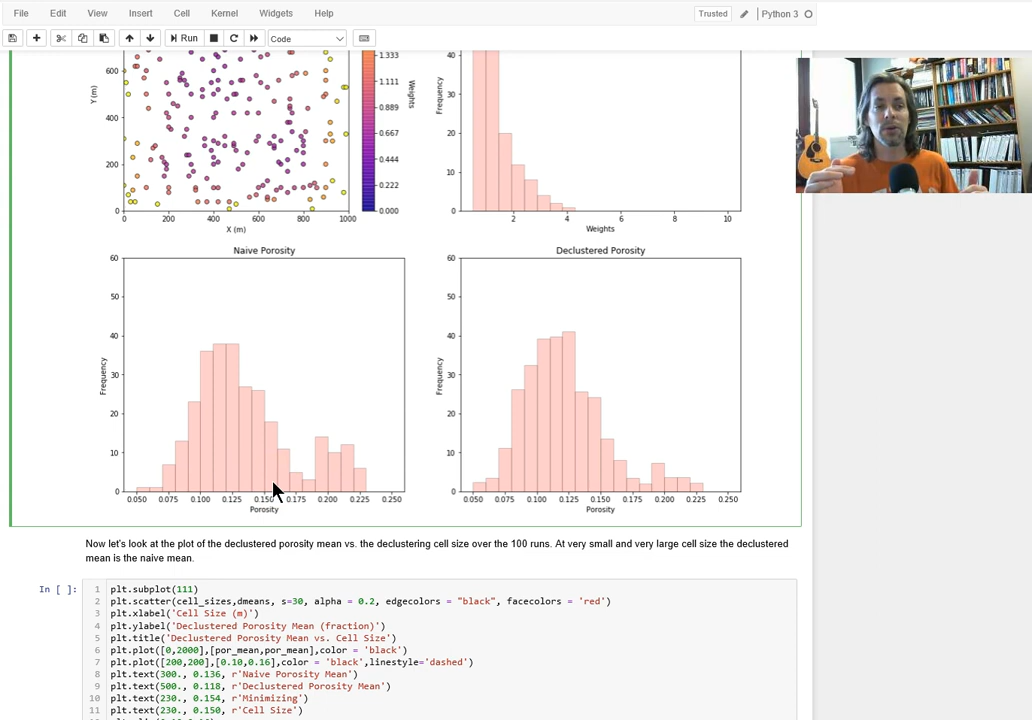 File Edit View Insert Cell Kernel Widgets Help Trusted Python 3
Run Code
600
400
200
0
Y (m)
0 200 400 600 800 1000
X (m)
1.333
1.111
0.889
0.667
0.444
0.222
0.000
Weights
40
30
20
10
0
Frequency
2 4 6 8 10
Weights
Naive Porosity
60
50
40
30
20
10
0
Frequency
0.050 0.075 0.100 0.125 0.150 0.175 0.200 0.225 0.250
Porosity
Declustered Porosity
60
50
40
30
20
10
0
Frequency
0.050 0.075 0.100 0.125 0.150 0.175 0.200 0.225 0.250
Porosity
Now let's look at the plot of the declustered porosity mean vs. the declustering cell size over the 100 runs. At very small and very large cell size the declustered
mean is the naive mean.
In [ ]:
1 plt.subplot(111)
2 plt.scatter(cell_sizes,dmeans, s=30, alpha = 0.2, edgecolors = "black", facecolors = 'red')
3 plt.xlabel('Cell Size (m)')
4 plt.ylabel('Declustered Porosity Mean (fraction)')
5 plt.title('Declustered Porosity Mean vs. Cell Size')
6 plt.plot([0,2000],[por_mean,por_mean],color = 'black')
7 plt.plot([200,200],[0.10,0.16],color = 'black',linestyle='dashed')
8 plt.text(300., 0.136, r'Naive Porosity Mean')
9 plt.text(500., 0.118, r'Declustered Porosity Mean')
10 plt.text(230., 0.154, r'Minimizing')
11 plt.text(230., 0.150, r'Cell Size')